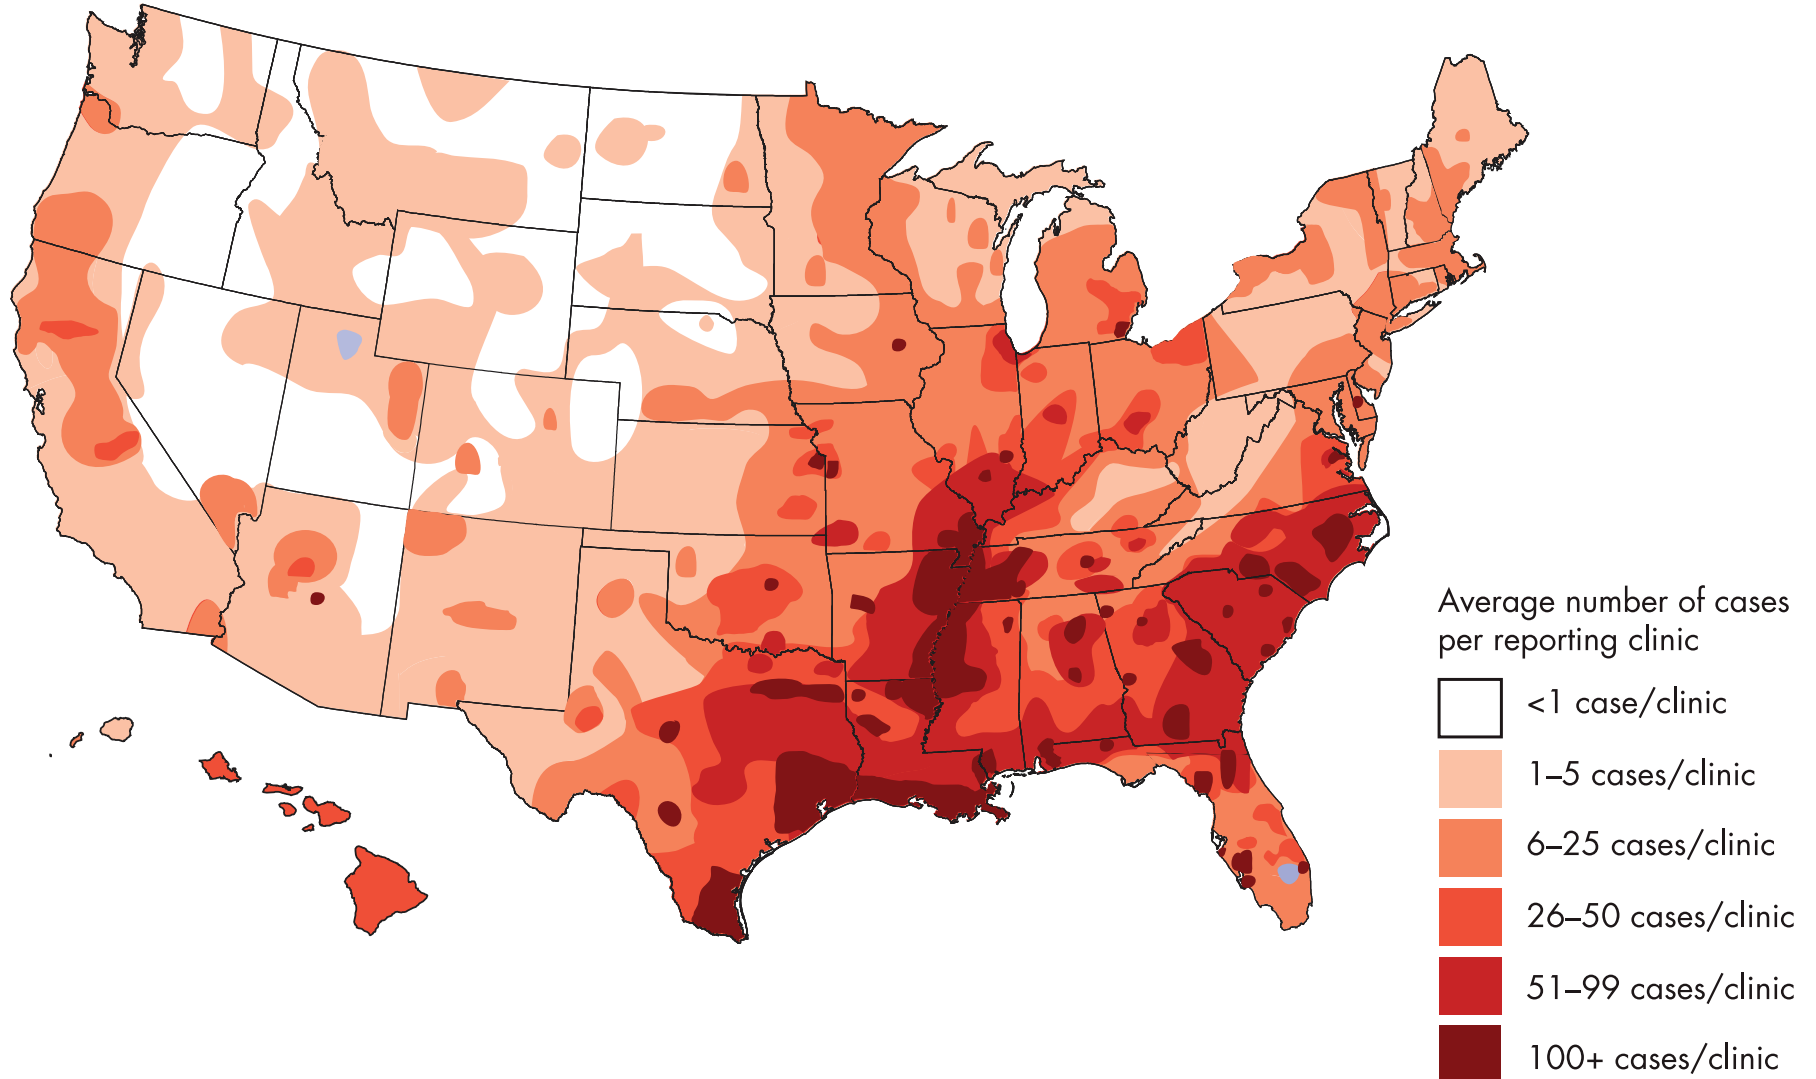 Average number of cases
per reporting clinic
<1 case/clinic
1–5 cases/clinic
6–25 cases/clinic
26–50 cases/clinic
51–99 cases/clinic
100+ cases/clinic